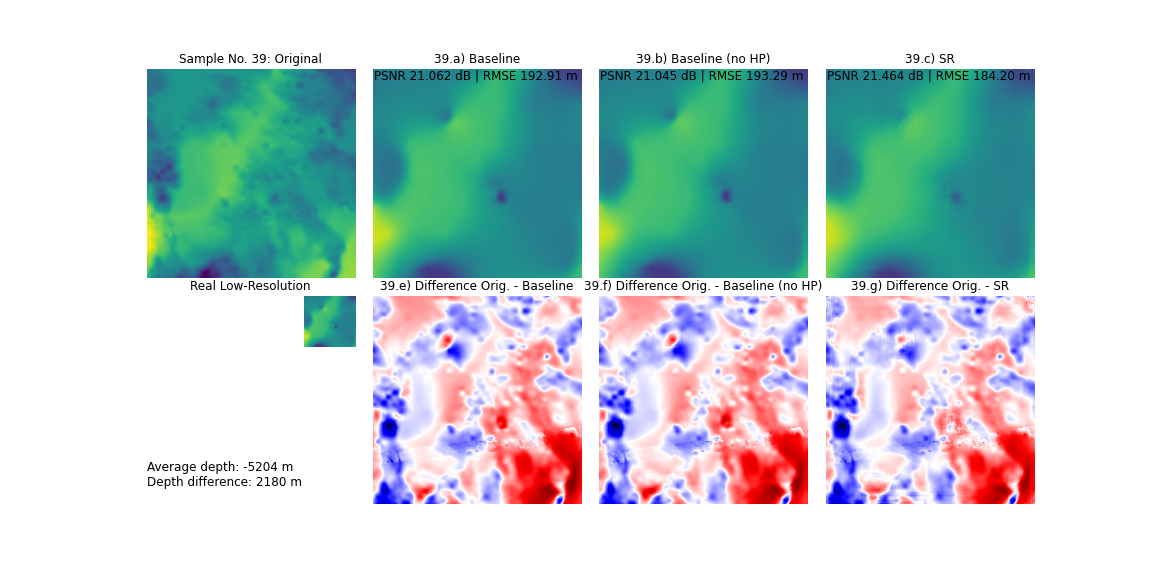 Sample No. 39: Original
39.a) Baseline
39.b) Baseline (no HP)
39.c) SR
PSNR 21.062 dB | RMSE 192.91 m
PSNR 21.045 dB | RMSE 193.29 m
PSNR 21.464 dB | RMSE 184.20 m
Real Low-Resolution
39.e) Difference Orig. - Baseline
39.f) Difference Orig. - Baseline (no HP)
39.g) Difference Orig. - SR
Average depth: -5204 m
Depth difference: 2180 m